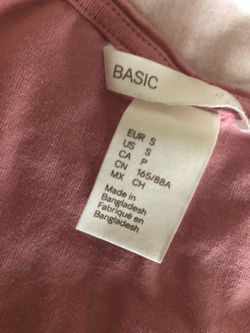 BASIC
EUR S
US S
CA P
CN 165/88A
MX CH
Made in
Bangladesh
Fabriqué en
Bangladesh